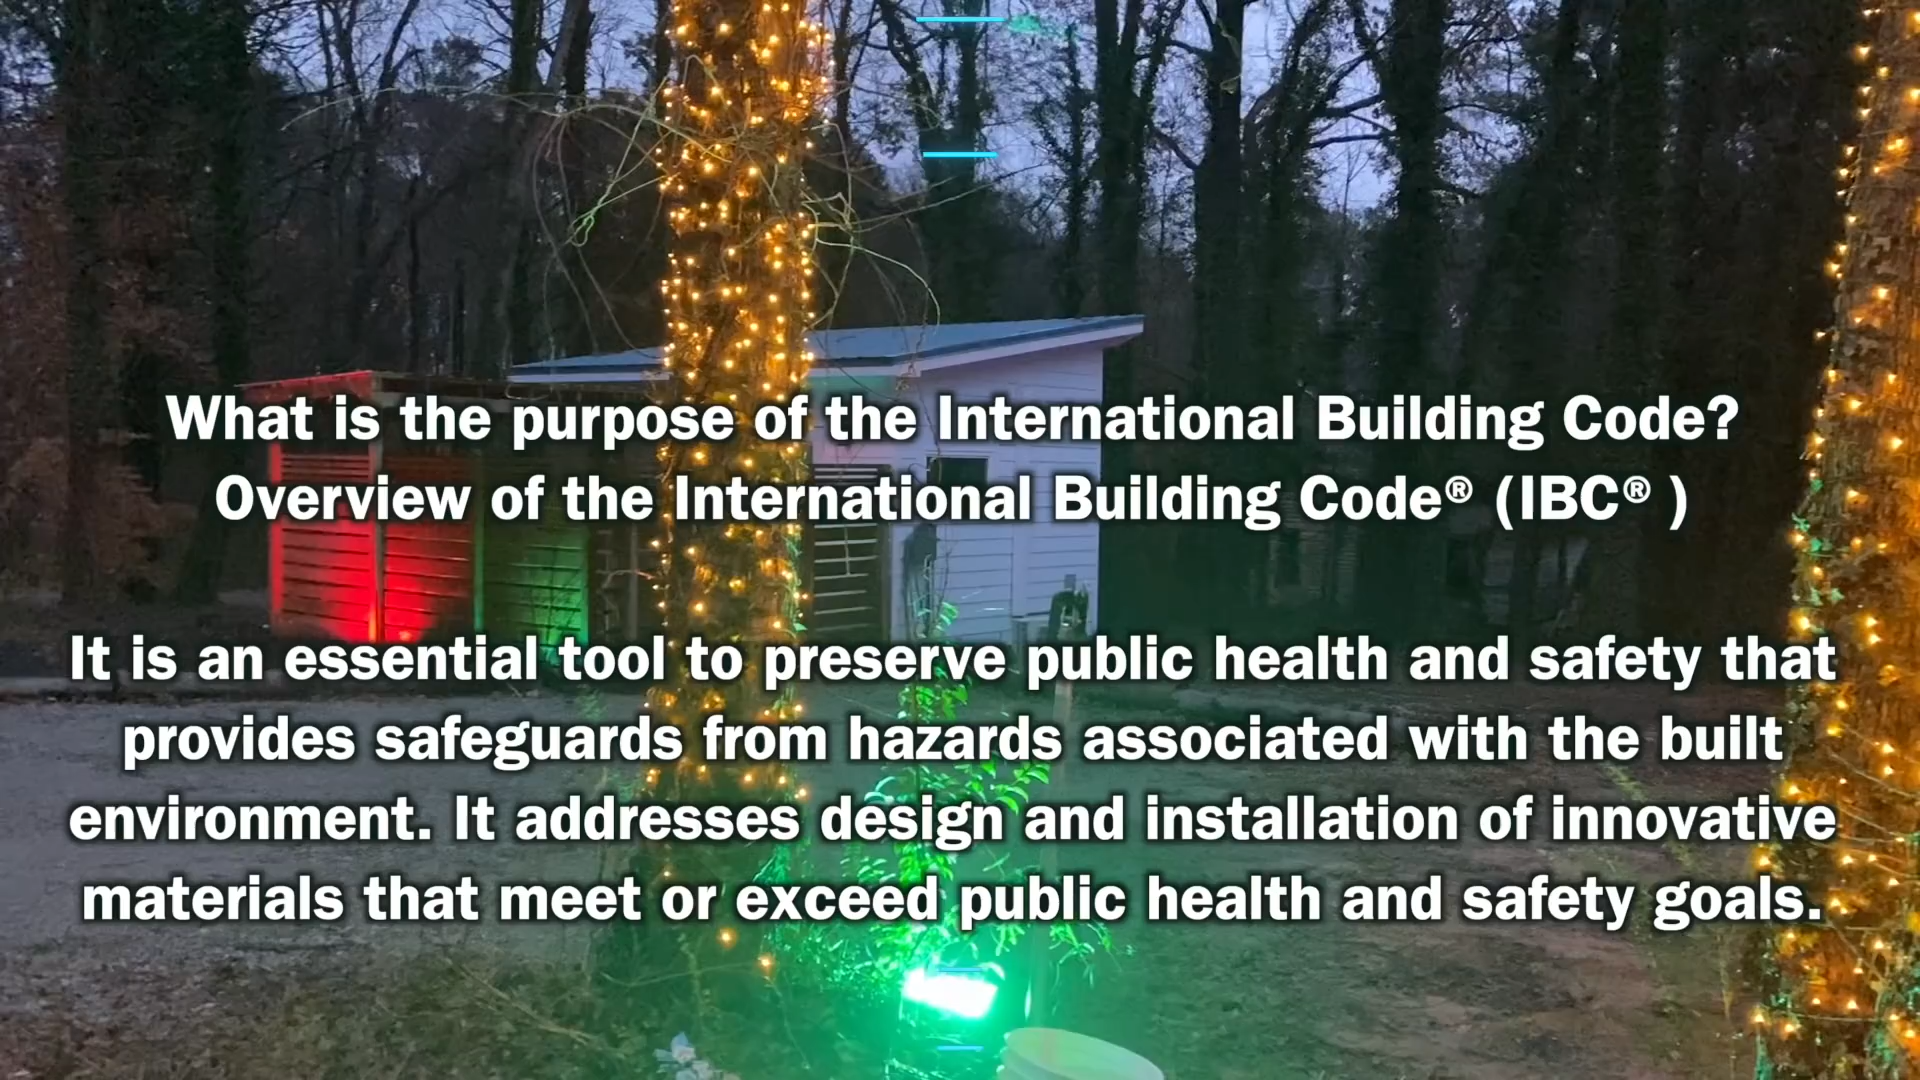 What is the purpose of the International Building Code?
Overview of the International Building Code® (IBC® )
It is an essential tool to preserve public health and safety that
provides safeguards from hazards associated with the built
environment. It addresses design and installation of innovative
materials that meet or exceed public health and safety goals.